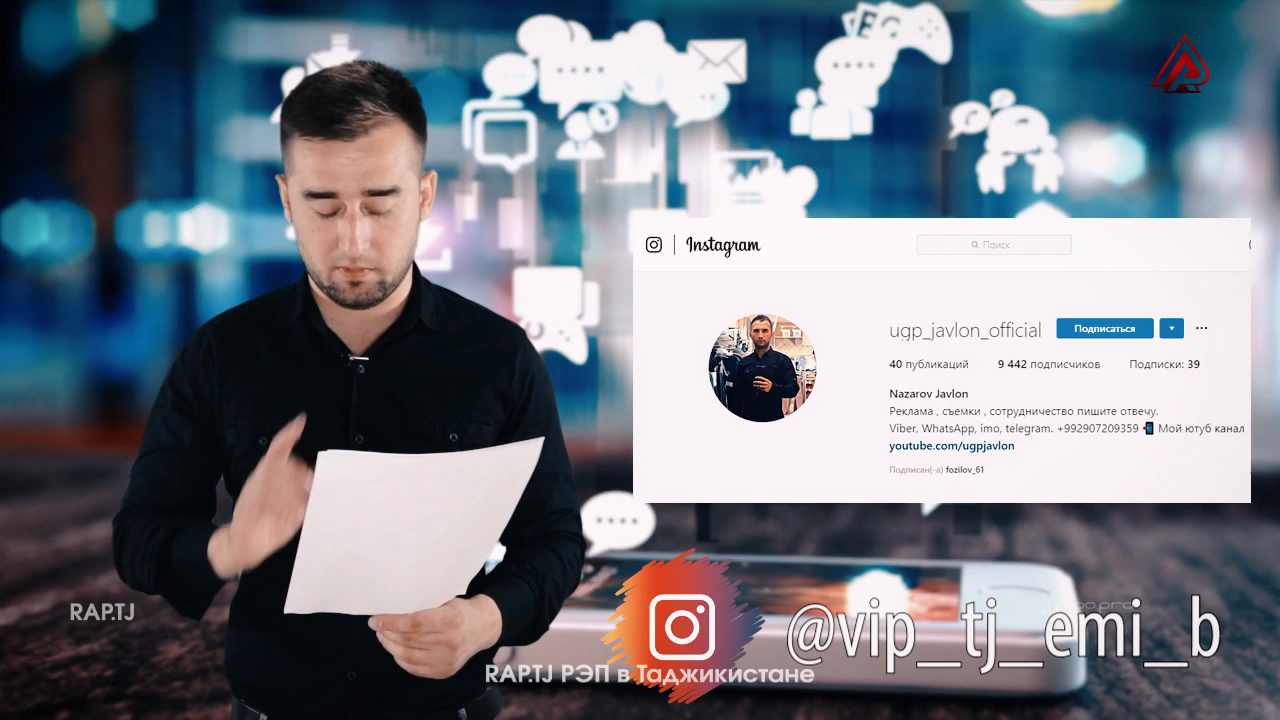 Instagram
Поиск
ugp_javlon_official Подписаться
40 публикаций 9 442 подписчиков Подписки: 39
Nazarov Javlon
Реклама , съемки , сотрудничество пишите отвечу.
Viber, WhatsApp, imo, telegram. +992907209359 Мой ютуб канал
youtube.com/ugpjavlon
Подписан(-а) fozilov_61
RAP.TJ
@vip_tj_emi_b
RAP.TJ РЭП в Таджикистане